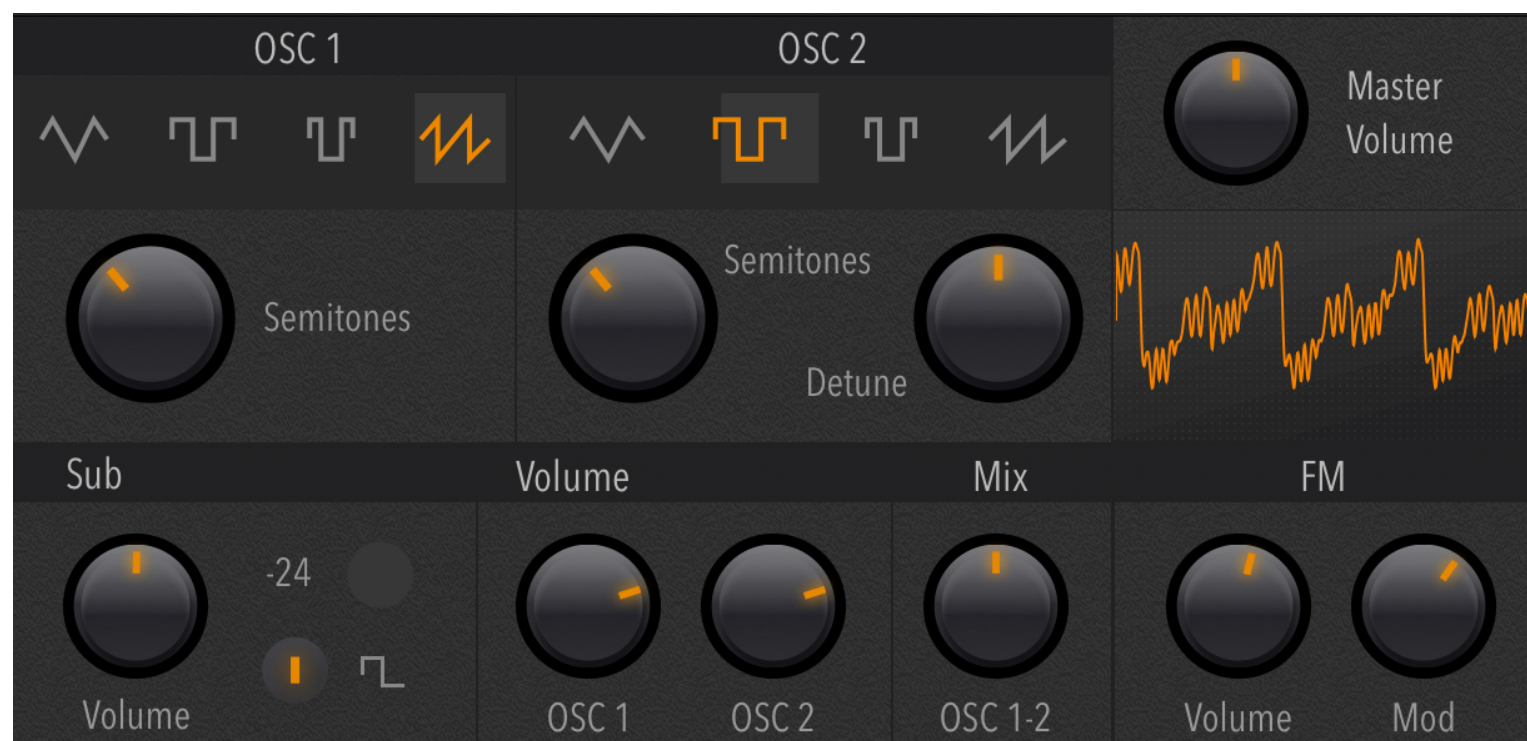 OSC 1
OSC 2
Master
Volume
Semitones
Semitones
Detune
Sub
Volume
Mix
FM
-24
Volume
OSC 1
OSC 2
OSC 1-2
Volume
Mod